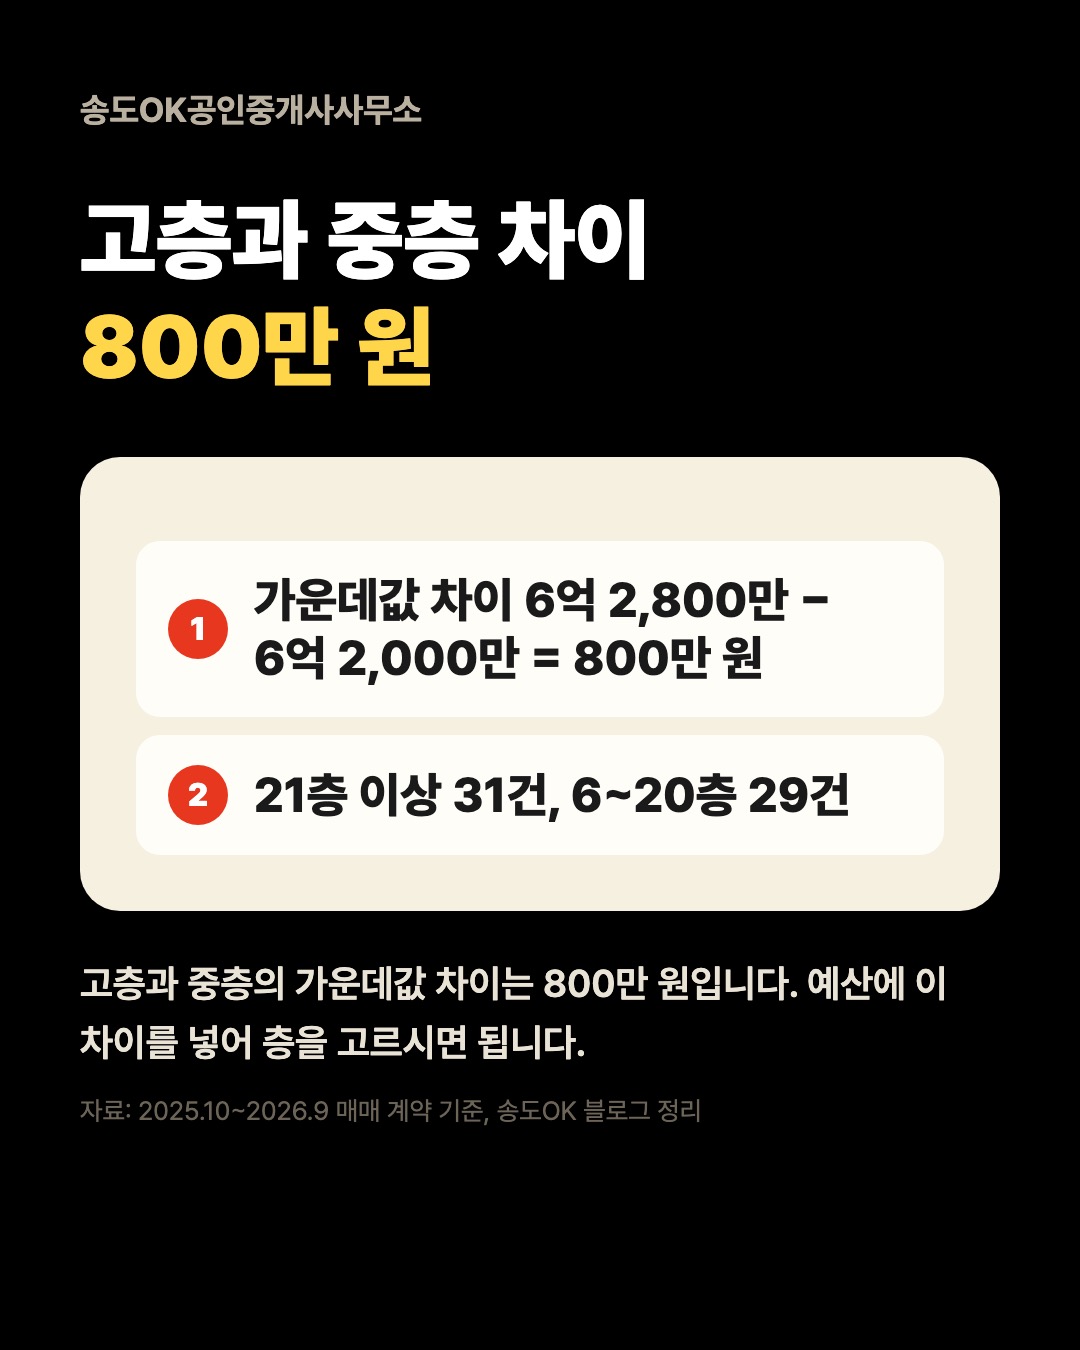 송도OK공인중개사사무소
고층과 중층 차이
800만 원
1
가운데값 차이 6억 2,800만 −
6억 2,000만 = 800만 원
2
21층 이상 31건, 6~20층 29건
고층과 중층의 가운데값 차이는 800만 원입니다. 예산에 이
차이를 넣어 층을 고르시면 됩니다.
자료: 2025.10~2026.9 매매 계약 기준, 송도OK 블로그 정리